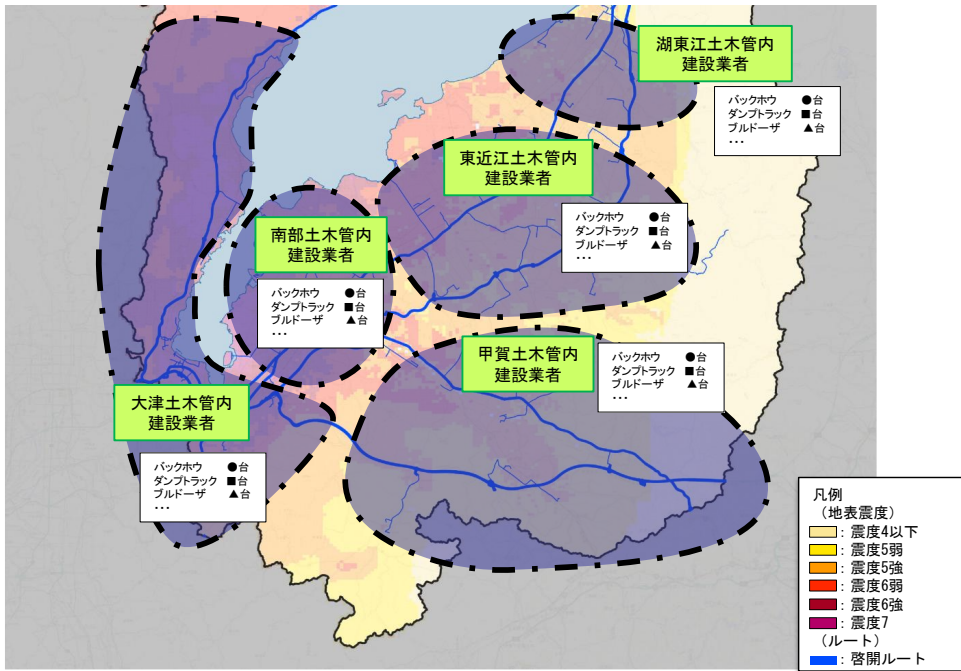 湖東江土木管内
建設業者
バックホウ ●台
ダンプトラック ■台
ブルドーザ ▲台
･･･
東近江土木管内
建設業者
バックホウ ●台
ダンプトラック ■台
ブルドーザ ▲台
･･･
南部土木管内
建設業者
バックホウ ●台
ダンプトラック ■台
ブルドーザ ▲台
･･･
甲賀土木管内
建設業者
バックホウ ●台
ダンプトラック ■台
ブルドーザ ▲台
･･･
大津土木管内
建設業者
バックホウ ●台
ダンプトラック ■台
ブルドーザ ▲台
･･･
凡例
（地表震度）
：震度4以下
：震度5弱
：震度5強
：震度6弱
：震度6強
：震度7
（ルート）
：啓開ルート